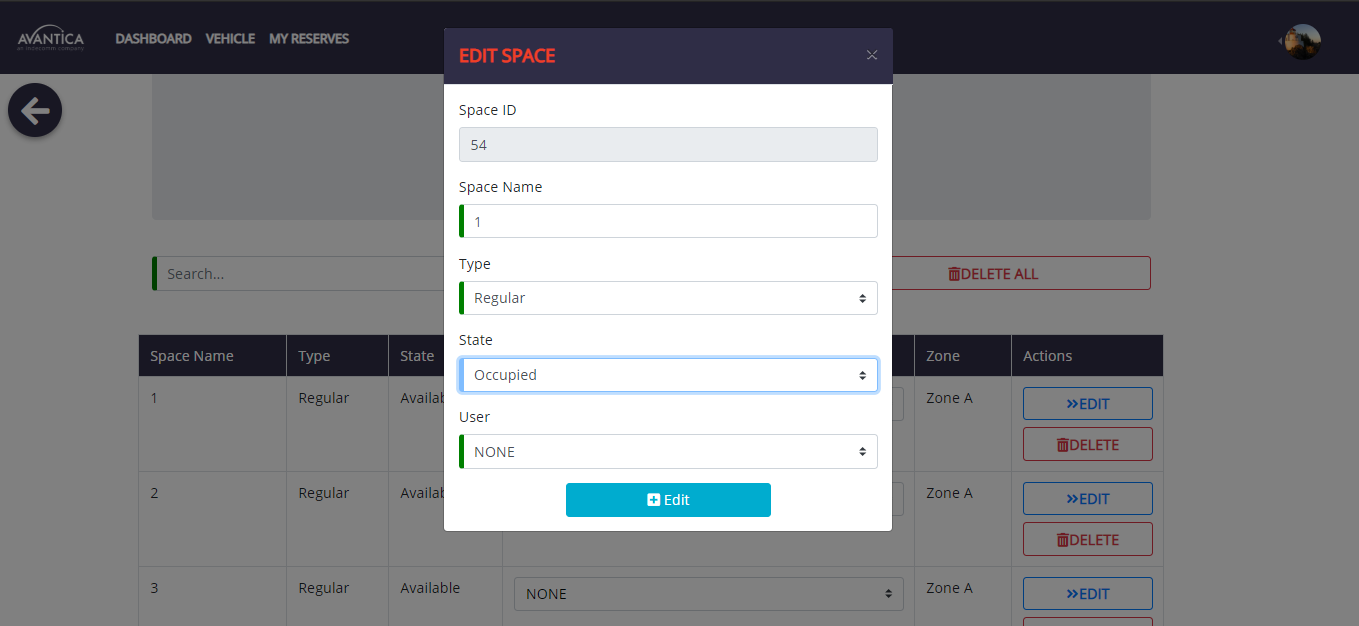 AVANTICA
an indecomm company
DASHBOARD VEHICLE MY RESERVES
EDIT SPACE
×
Space ID
54
Space Name
1
Type
Regular
State
Occupied
User
NONE
Edit
Search...
DELETE ALL
Space Name Type State Zone Actions
1 Regular Availab Zone A EDIT
DELETE
2 Regular Availab Zone A EDIT
DELETE
3 Regular Available NONE Zone A EDIT